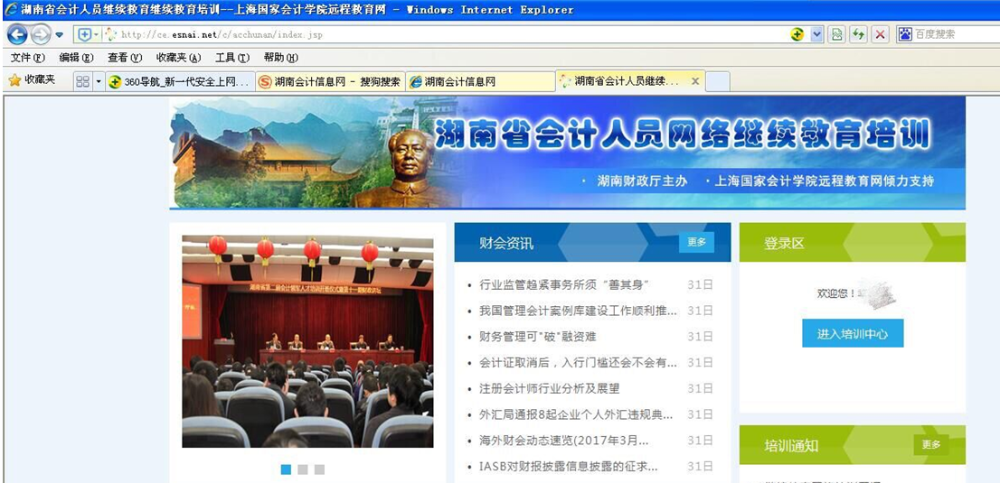 湖南省会计人员继续教育继续教育培训--上海国家会计学院远程教育网 - Windows Internet Explorer
http://ce.esnai.net/c/acchunan/index.jsp
百度搜索
文件(F) 编辑(E) 查看(V) 收藏夹(A) 工具(T) 帮助(H)
收藏夹
360导航_新一代安全上网...
湖南会计信息网 - 搜狗搜索
湖南会计信息网
湖南省会计人员继续...
湖南省会计人员网络继续教育培训
· 湖南财政厅主办 · 上海国家会计学院远程教育网倾力支持
财会资讯
更多
• 行业监管趋紧事务所须“善其身” 31日
• 我国管理会计案例库建设工作顺利推... 31日
• 财务管理可"破"融资难 31日
• 会计证取消后，入行门槛还会不会有... 31日
• 注册会计师行业分析及展望 31日
• 外汇局通报8起企业个人外汇违规典... 31日
• 海外财会动态速览(2017年3月... 31日
• IASB对财报披露信息披露的征求... 31日
登录区
欢迎您！
进入培训中心
培训通知
更多